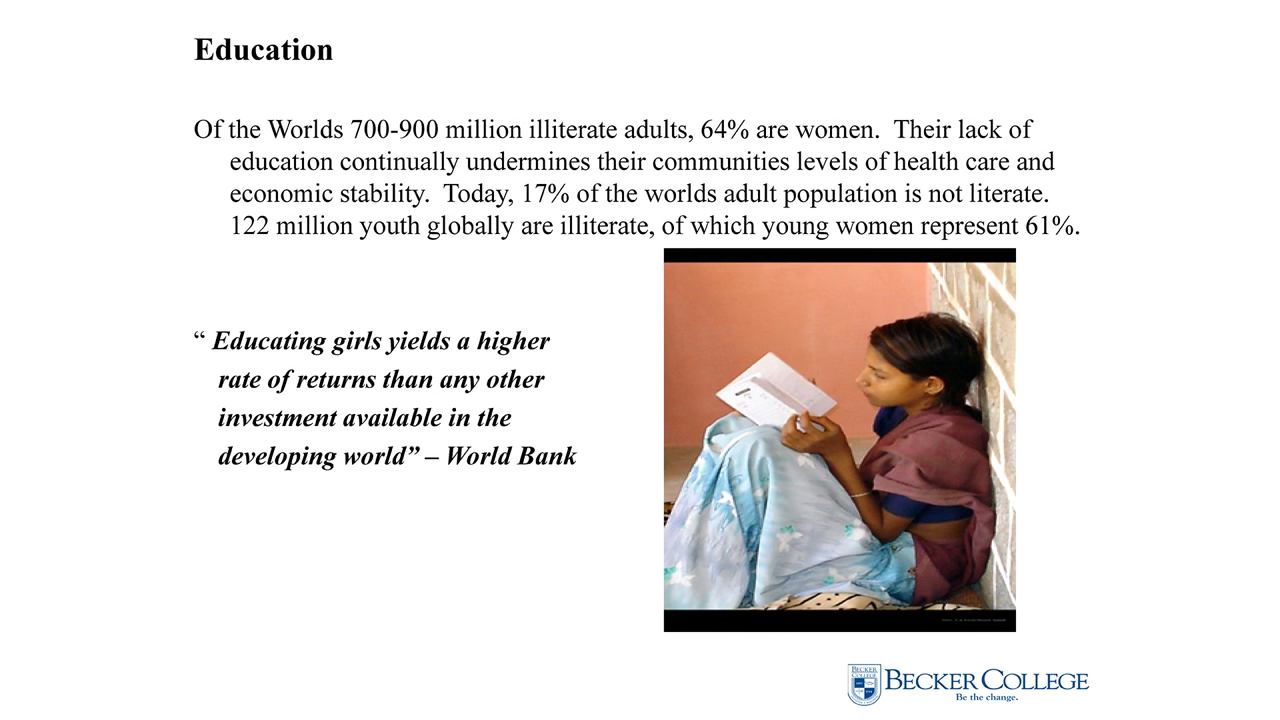 Education
Of the Worlds 700-900 million illiterate adults, 64% are women. Their lack of
education continually undermines their communities levels of health care and
economic stability. Today, 17% of the worlds adult population is not literate.
122 million youth globally are illiterate, of which young women represent 61%.
“ Educating girls yields a higher
rate of returns than any other
investment available in the
developing world” – World Bank
BECKER
COLLEGE
BECKER COLLEGE
Be the change.